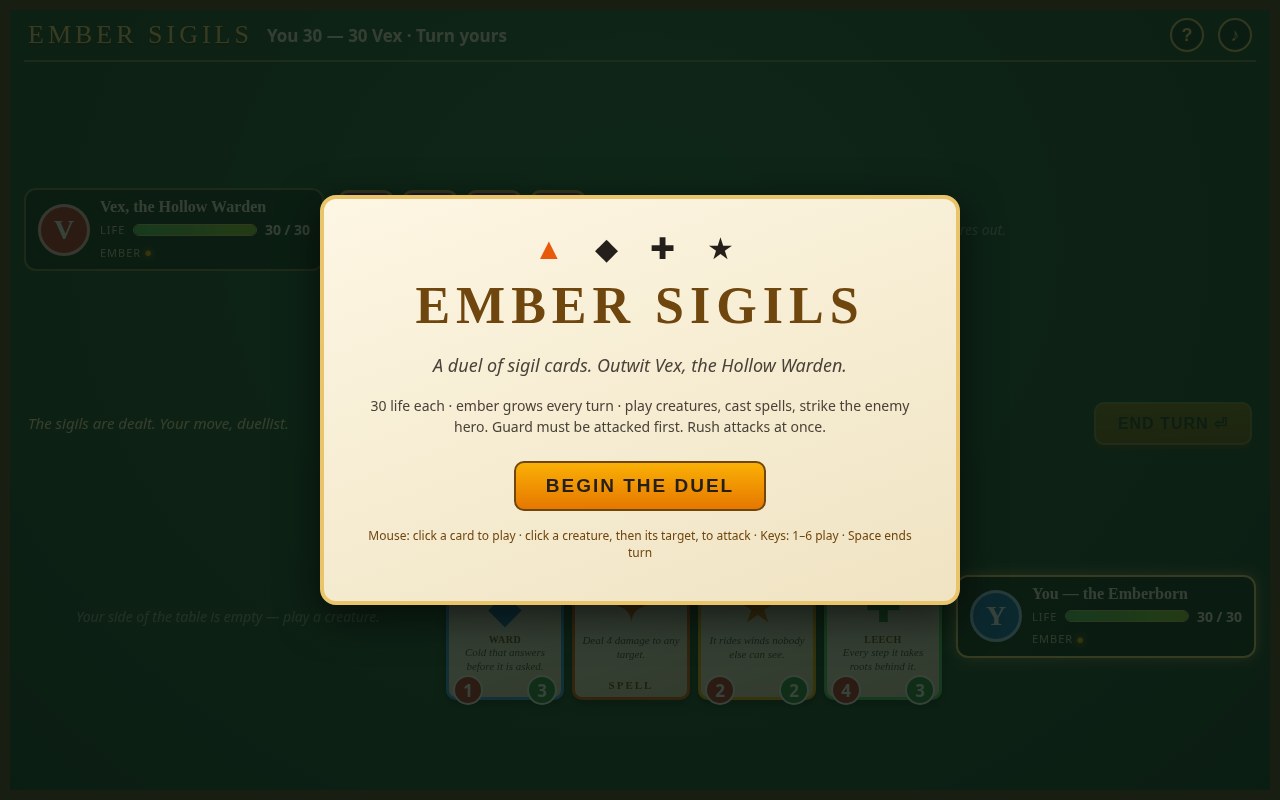 EMBER SIGILS You 30 — 30 Vex · Turn yours ? ♪
Vex, the Hollow Warden
V LIFE 30 / 30
EMBER
res out.
▲ ◆ ✚ ★
EMBER SIGILS
A duel of sigil cards. Outwit Vex, the Hollow Warden.
30 life each · ember grows every turn · play creatures, cast spells, strike the enemy
hero. Guard must be attacked first. Rush attacks at once.
The sigils are dealt. Your move, duellist.
END TURN ⏎
BEGIN THE DUEL
Mouse: click a card to play · click a creature, then its target, to attack · Keys: 1–6 play · Space ends
turn
Your side of the table is empty — play a creature.
WARD
Cold that answers
before it is asked.
1 3
Deal 4 damage to any
target.
SPELL
It rides winds nobody
else can see.
2 2
LEECH
Every step it takes
roots behind it.
4 3
You — the Emberborn
Y LIFE 30 / 30
EMBER